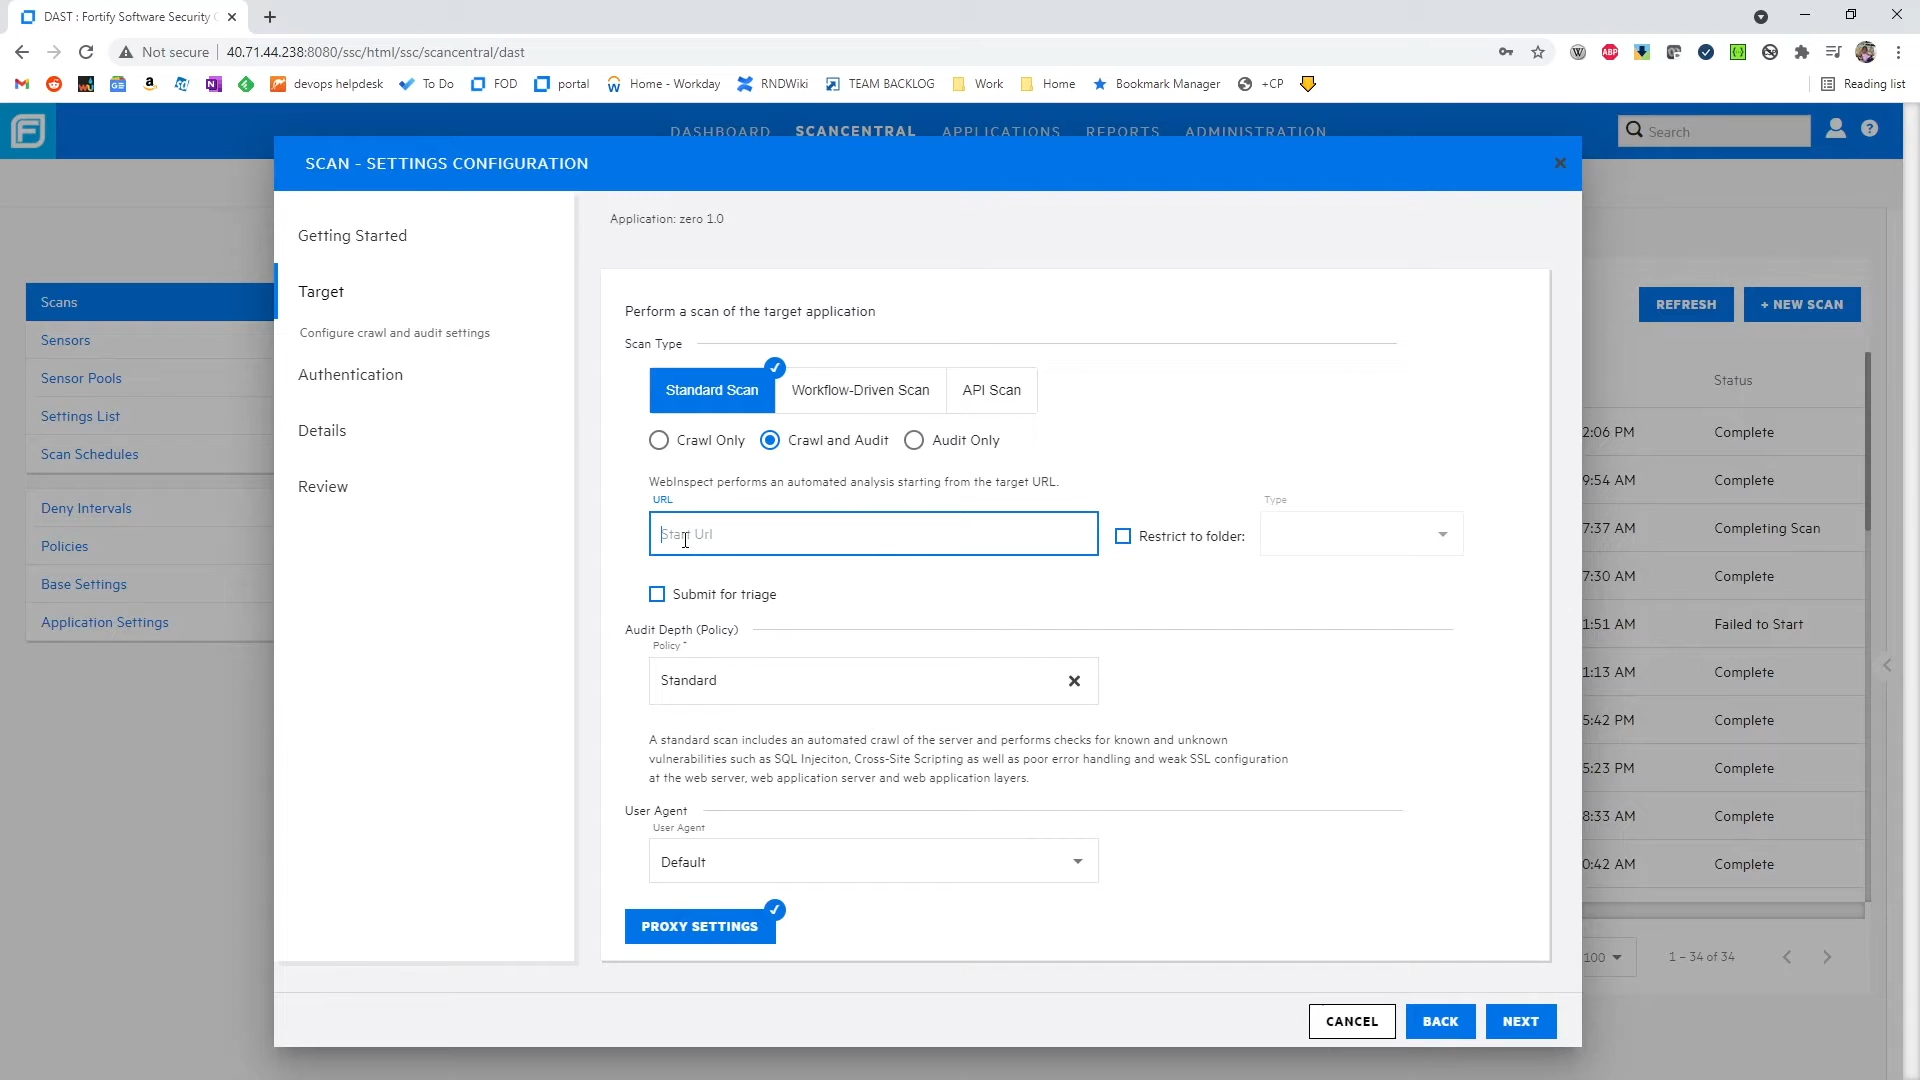 DAST : Fortify Software Security C
Not secure
40.71.44.238:8080/ssc/html/ssc/scancentral/dast
ABP
devops helpdesk
To Do
FOD
portal
Home - Workday
RNDWiki
TEAM BACKLOG
Work
Home
Bookmark Manager
+CP
Reading list
DASHBOARD
SCANCENTRAL
APPLICATIONS
REPORTS
ADMINISTRATION
Search
SCAN - SETTINGS CONFIGURATION
Getting Started
Target
Configure crawl and audit settings
Authentication
Details
Review
Application: zero 1.0
Perform a scan of the target application
Scan Type
Standard Scan
Workflow-Driven Scan
API Scan
Crawl Only
Crawl and Audit
Audit Only
WebInspect performs an automated analysis starting from the target URL.
URL
Start Url
Restrict to folder:
Type
Submit for triage
Audit Depth (Policy)
Policy *
Standard
A standard scan includes an automated crawl of the server and performs checks for known and unknown
vulnerabilities such as SQL Injeciton, Cross-Site Scripting as well as poor error handling and weak SSL configuration
at the web server, web application server and web application layers.
User Agent
User Agent
Default
PROXY SETTINGS
CANCEL
BACK
NEXT
Scans
Sensors
Sensor Pools
Settings List
Scan Schedules
Deny Intervals
Policies
Base Settings
Application Settings
REFRESH
+ NEW SCAN
Status
2:06 PM Complete
9:54 AM Complete
7:37 AM Completing Scan
7:30 AM Complete
1:51 AM Failed to Start
1:13 AM Complete
5:42 PM Complete
5:23 PM Complete
8:33 AM Complete
0:42 AM Complete
100
1 – 34 of 34